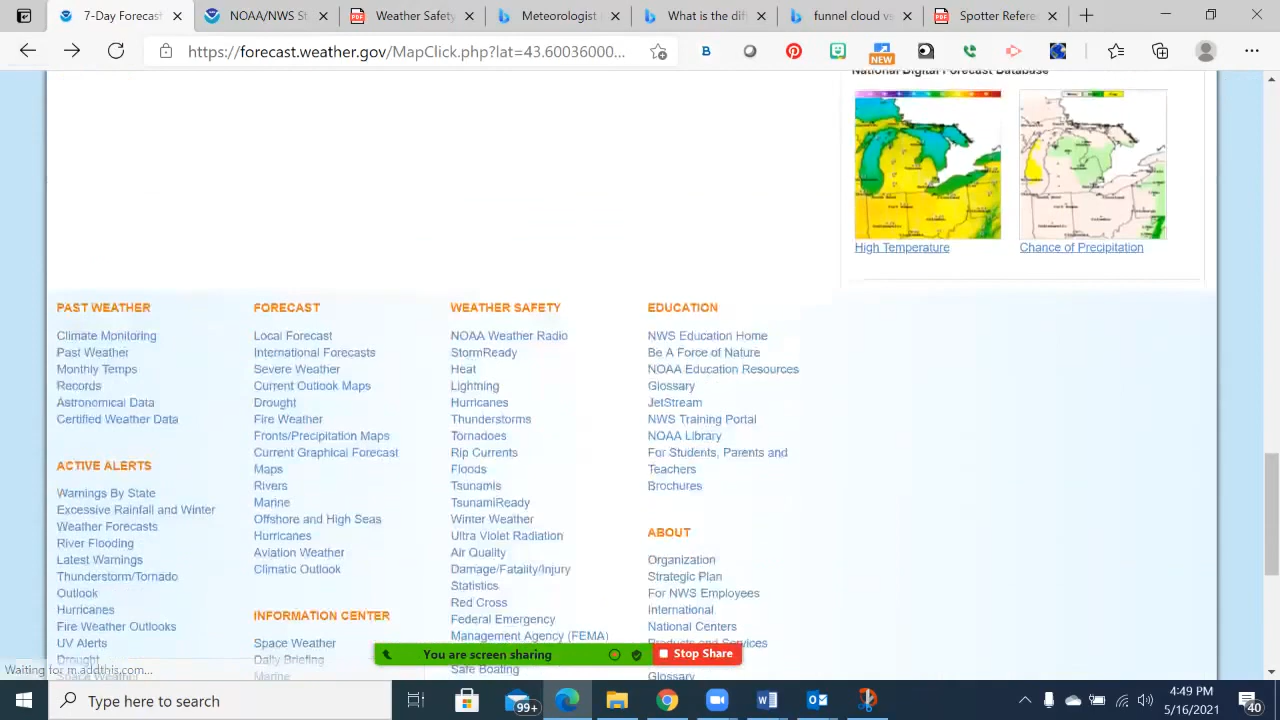 7-Day Forecast
NOAA/NWS St
Weather Safety
Meteorologist
funnel cloud vs
Spotter Refere
https://forecast.weather.gov/MapClick.php?lat=43.60036000...
NEW
National Digital Forecast Database
High Temperature
Chance of Precipitation
PAST WEATHER
Climate Monitoring
Past Weather
Monthly Temps
Records
Astronomical Data
Certified Weather Data
ACTIVE ALERTS
Warnings By State
Excessive Rainfall and Winter
Weather Forecasts
River Flooding
Latest Warnings
Thunderstorm/Tornado
Outlook
Hurricanes
Fire Weather Outlooks
UV Alerts
Drought
Space Weather
FORECAST
Local Forecast
International Forecasts
Severe Weather
Current Outlook Maps
Drought
Fire Weather
Fronts/Precipitation Maps
Current Graphical Forecast
Maps
Rivers
Marine
Offshore and High Seas
Hurricanes
Aviation Weather
Climatic Outlook
INFORMATION CENTER
Space Weather
Daily Briefing
Marine
WEATHER SAFETY
NOAA Weather Radio
StormReady
Heat
Lightning
Hurricanes
Thunderstorms
Tornadoes
Rip Currents
Floods
Tsunamis
TsunamiReady
Winter Weather
Ultra Violet Radiation
Air Quality
Damage/Fatality/Injury
Statistics
Red Cross
Federal Emergency
Management Agency (FEMA)
Safe Boating
EDUCATION
NWS Education Home
Be A Force of Nature
NOAA Education Resources
Glossary
JetStream
NWS Training Portal
NOAA Library
For Students, Parents and
Teachers
Brochures
ABOUT
Organization
Strategic Plan
For NWS Employees
International
National Centers
Products and Services
Glossary
You are screen sharing
Stop Share
Waiting for m.addthis.com...
Type here to search
99+
4:49 PM
5/16/2021
40